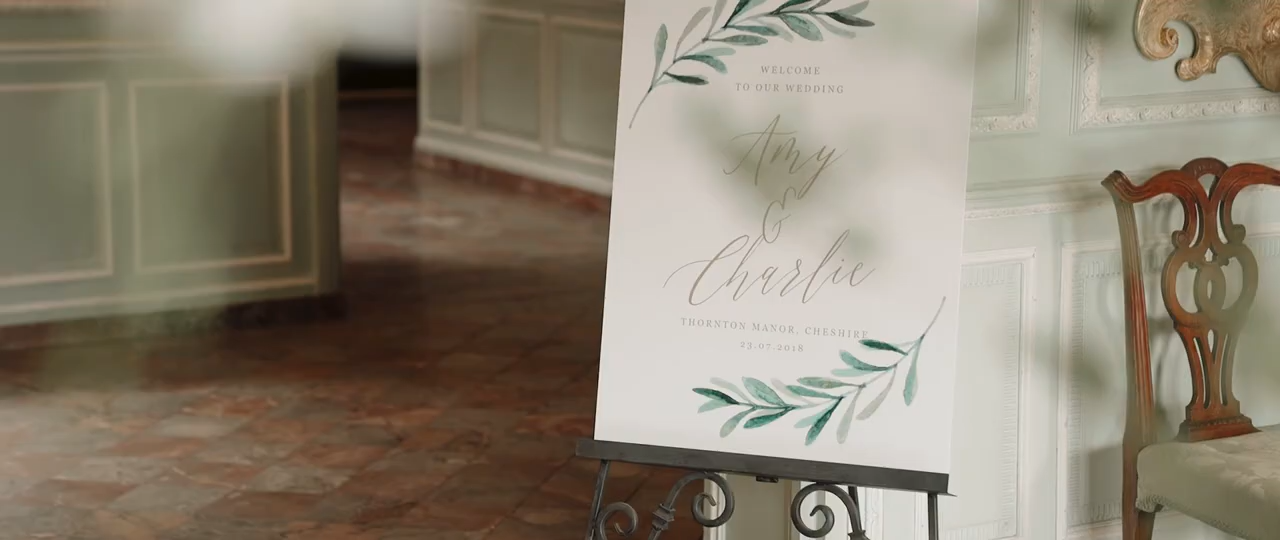 WELCOME
TO OUR WEDDING
Amy
&
Charlie
THORNTON MANOR, CHESHIRE
23.07.2018